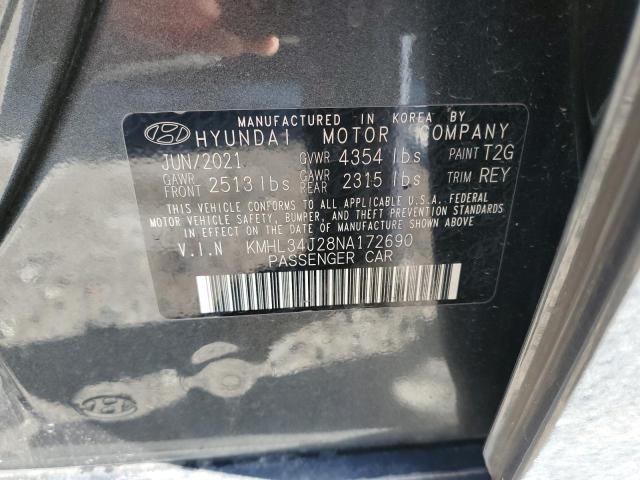 MANUFACTURED IN KOREA BY
HYUNDAI MOTOR COMPANY
JUN/2021 GVWR 4354 lbs PAINT T2G
GAWR FRONT 2513 lbs GAWR REAR 2315 lbs TRIM REY
THIS VEHICLE CONFORMS TO ALL APPLICABLE U.S.A. FEDERAL
MOTOR VEHICLE SAFETY, BUMPER, AND THEFT PREVENTION STANDARDS
IN EFFECT ON THE DATE OF MANUFACTURE SHOWN ABOVE
V.I.N KMHL34J28NA172690
PASSENGER CAR